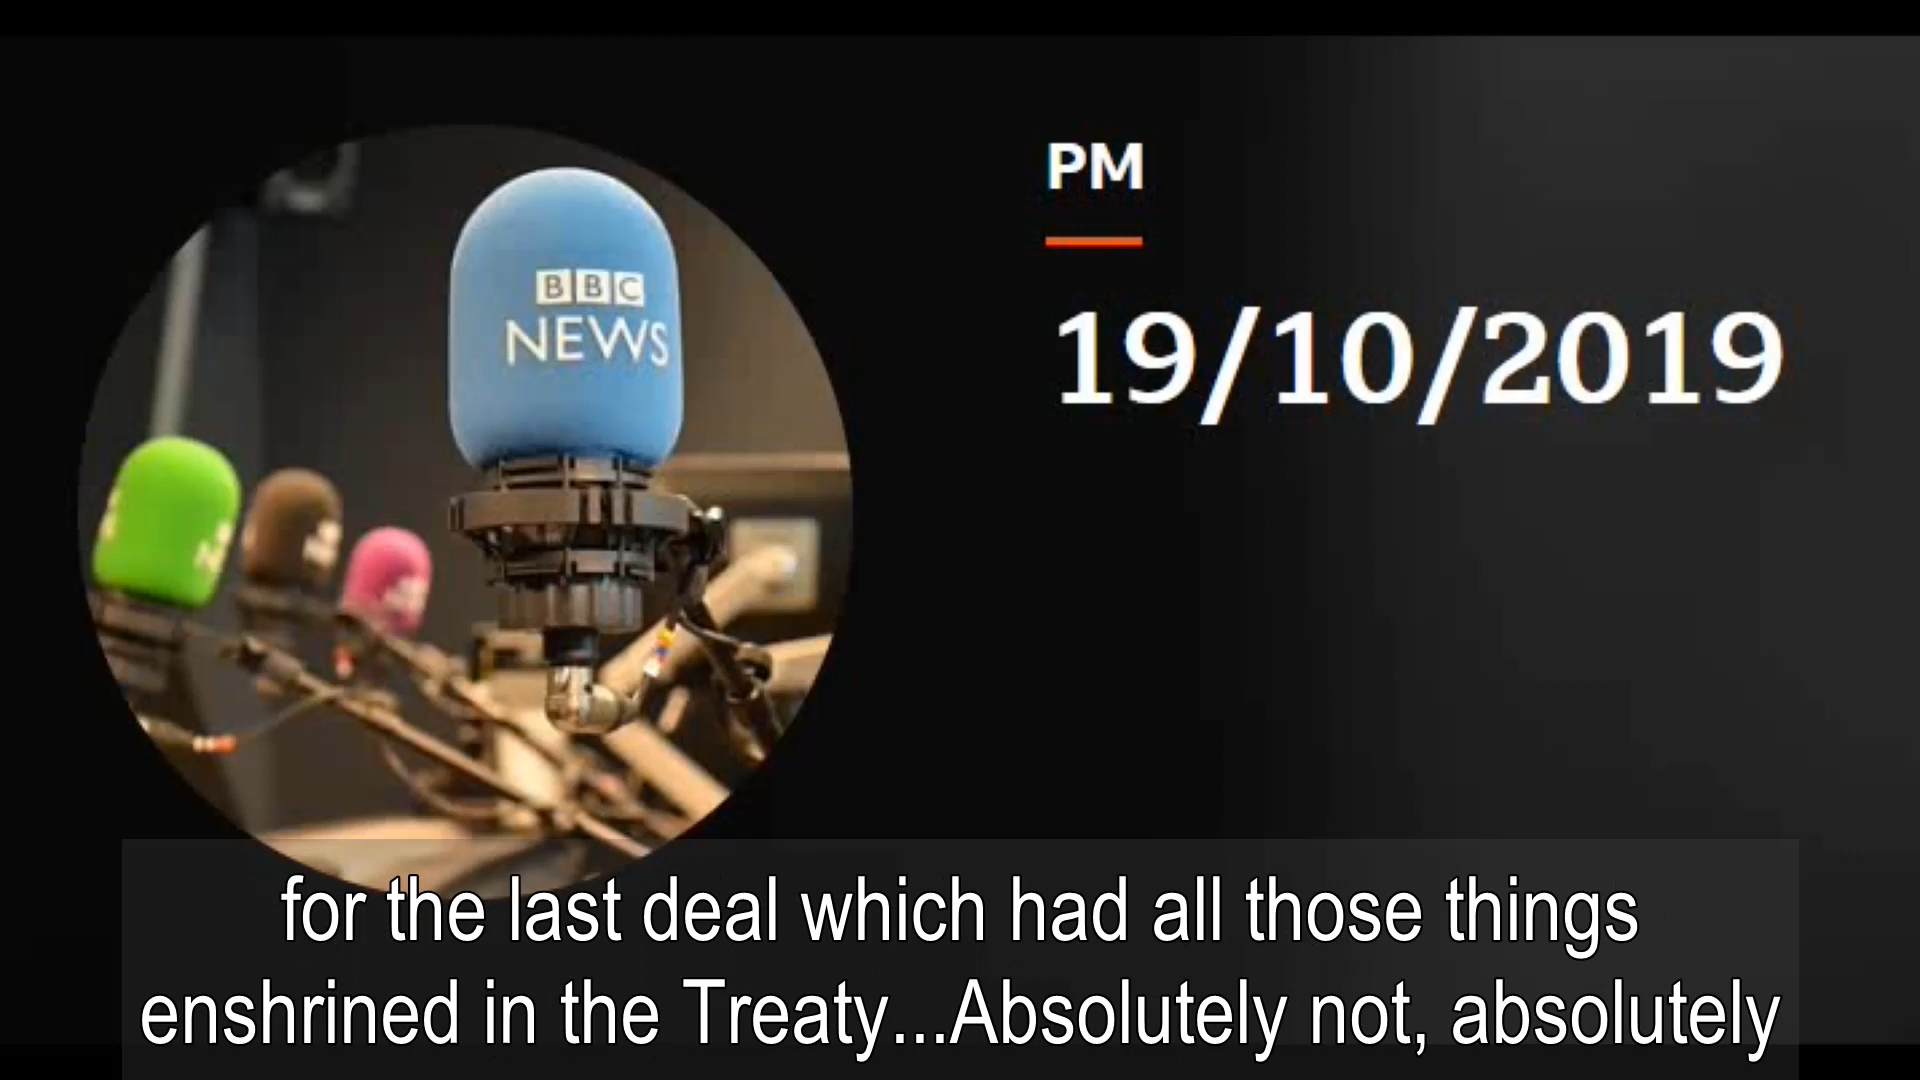 PM
19/10/2019
BBC
NEWS
for the last deal which had all those things
enshrined in the Treaty...Absolutely not, absolutely